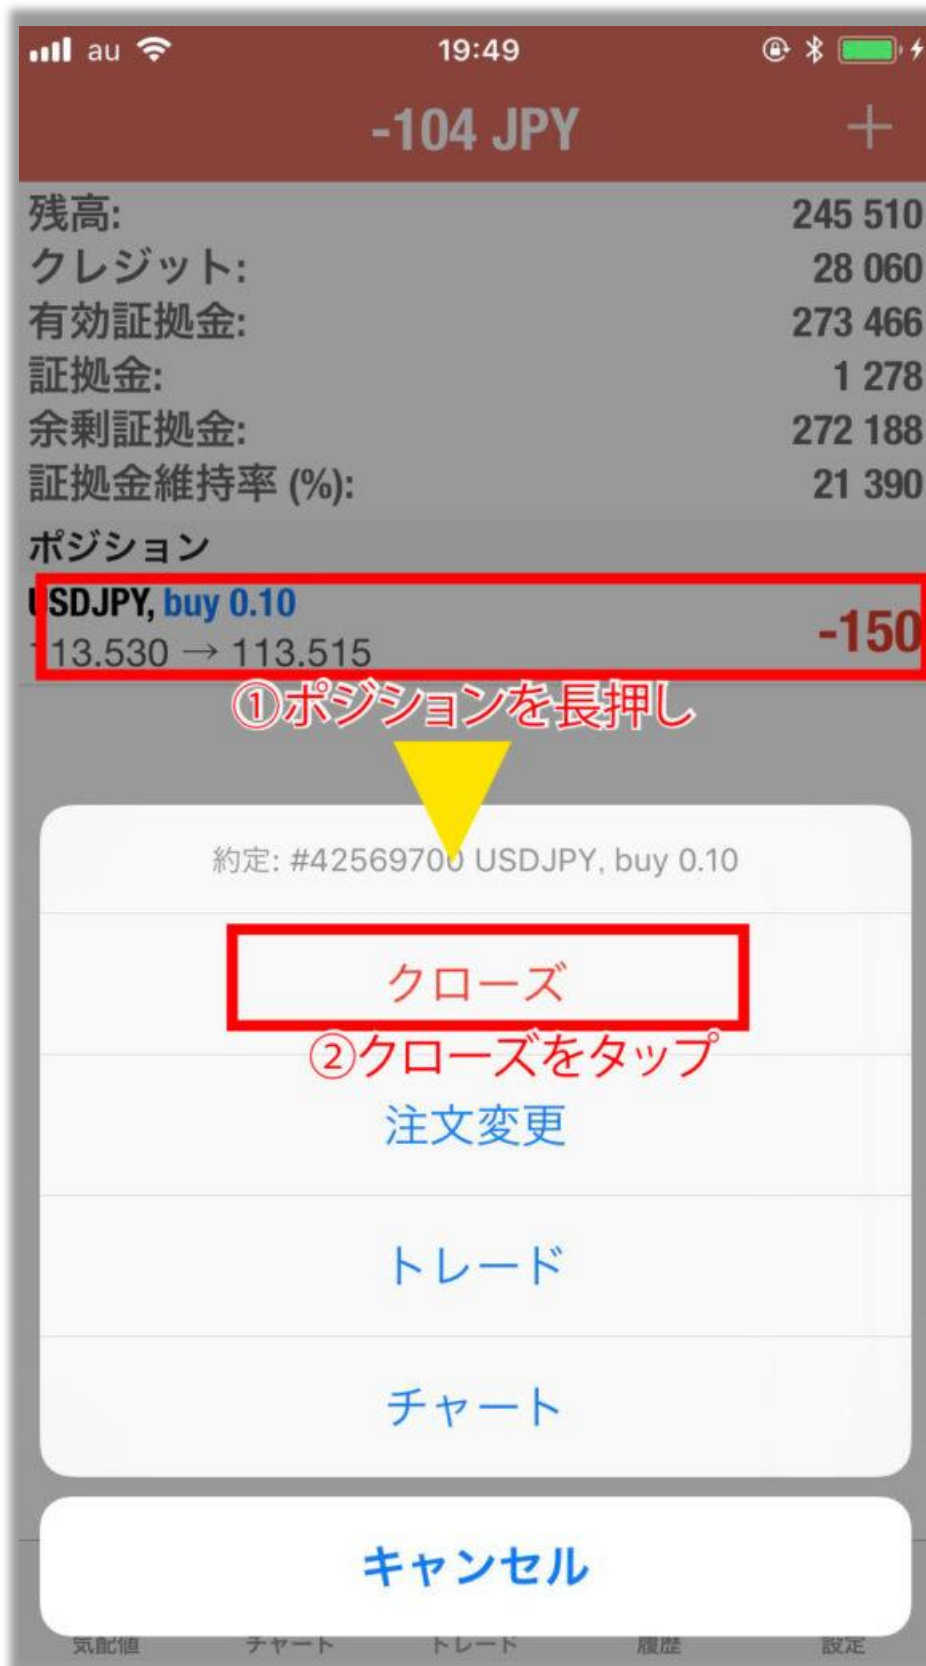 au 19:49
-104 JPY +
残高: 245 510
クレジット: 28 060
有効証拠金: 273 466
証拠金: 1 278
余剰証拠金: 272 188
証拠金維持率 (%): 21 390
ポジション
USDJPY, buy 0.10
113.530 → 113.515 -150
①ポジションを長押し
約定: #42569700 USDJPY, buy 0.10
クローズ
②クローズをタップ
注文変更
トレード
チャート
キャンセル
気配値 チャート トレード 履歴 設定